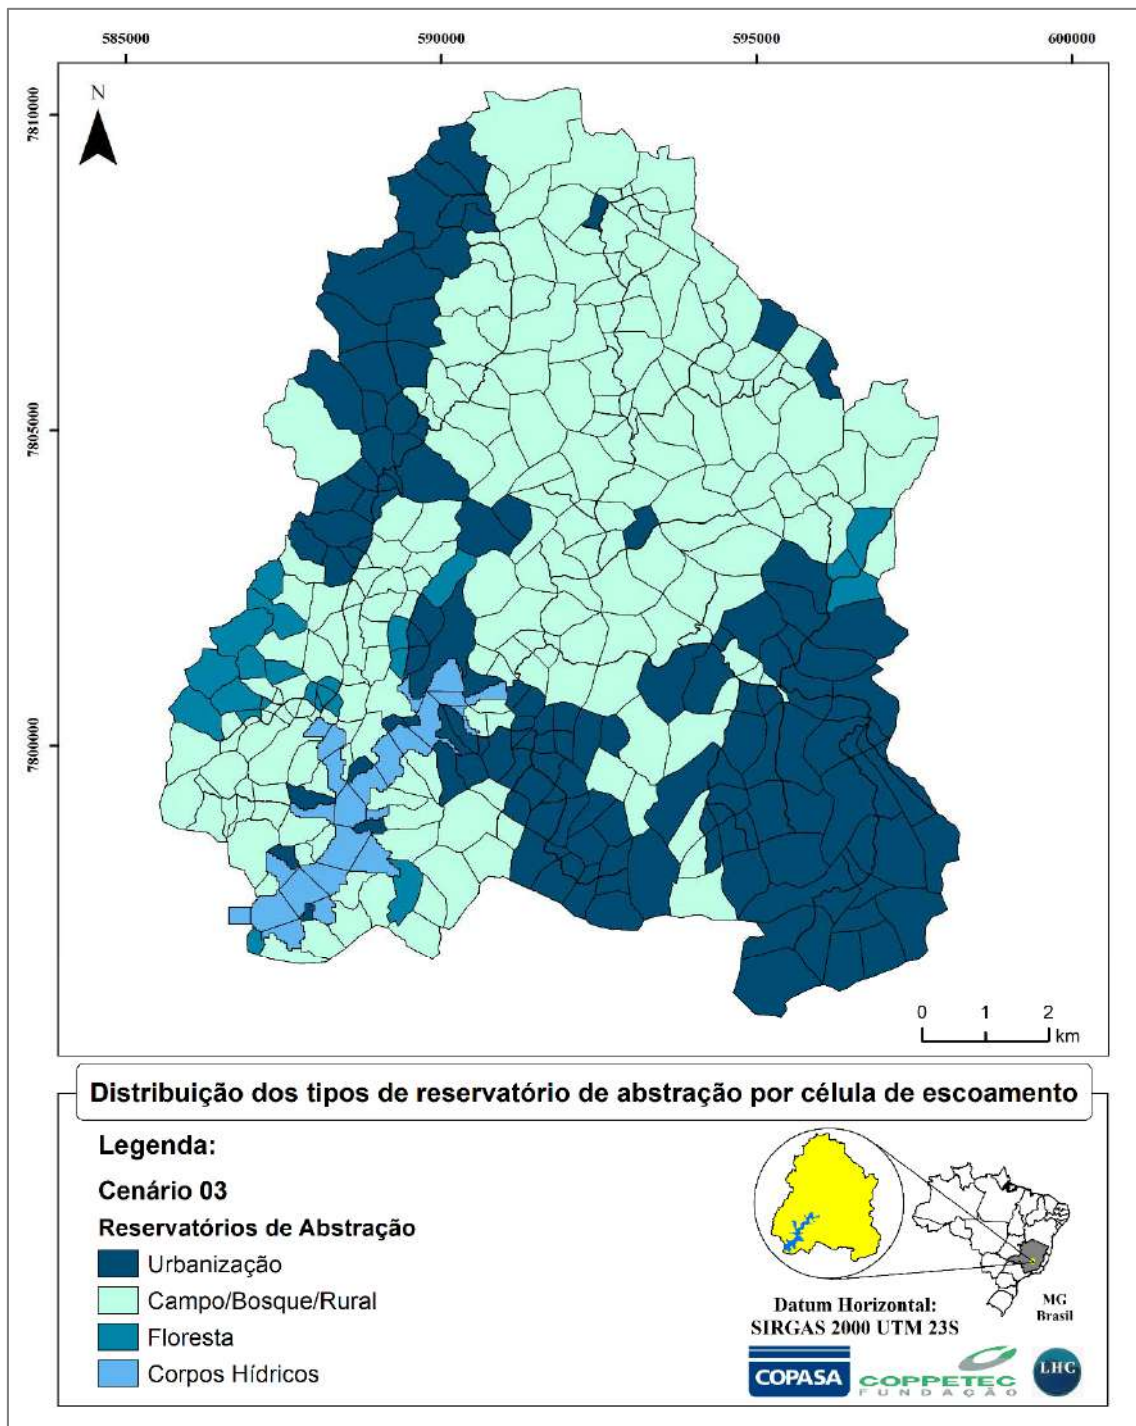 585000
590000
595000
600000
7810000
7805000
7800000
N
0 1 2
km
Distribuição dos tipos de reservatório de abstração por célula de escoamento
Legenda:
Cenário 03
Reservatórios de Abstração
Urbanização
Campo/Bosque/Rural
Floresta
Corpos Hídricos
MG
Brasil
Datum Horizontal:
SIRGAS 2000 UTM 23S
COPASA
COPPETEC
FUNDAÇÃO
LHC